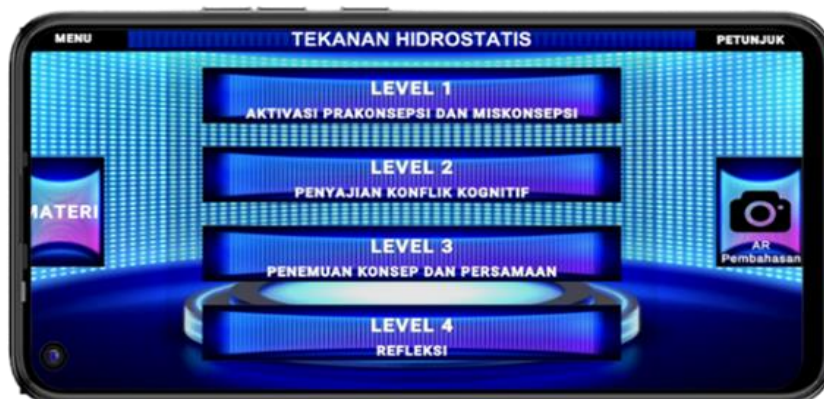 MENU
TEKANAN HIDROSTATIS
PETUNJUK
LEVEL 1
AKTIVASI PRAKONSEPSI DAN MISKONSEPSI
LEVEL 2
PENYAJIAN KONFLIK KOGNITIF
MATERI
LEVEL 3
PENEMUAN KONSEP DAN PERSAMAAN
AR
Pembahasan
LEVEL 4
REFLEKSI